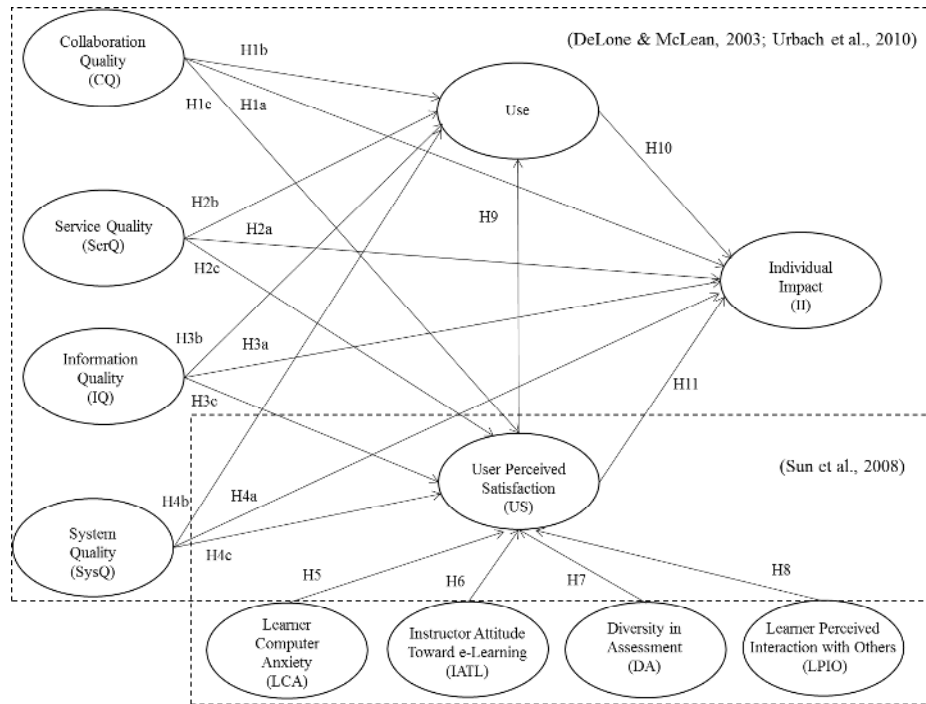 Collaboration
Quality
(CQ)
(DeLone & McLean, 2003; Urbach et al., 2010)
H1b
H1c
H1a
Use
H10
H2b
H9
Service Quality
(SerQ)
H2a
H2c
Individual
Impact
(II)
H3b
H3a
Information
Quality
(IQ)
H3c
H11
User Perceived
Satisfaction
(US)
(Sun et al., 2008)
H4b
H4a
System
Quality
(SysQ)
H4c
H5
H6
H7
H8
Learner
Computer
Anxiety
(LCA)
Instructor Attitude
Toward e-Learning
(IATL)
Diversity in
Assessment
(DA)
Learner Perceived
Interaction with Others
(LPIO)